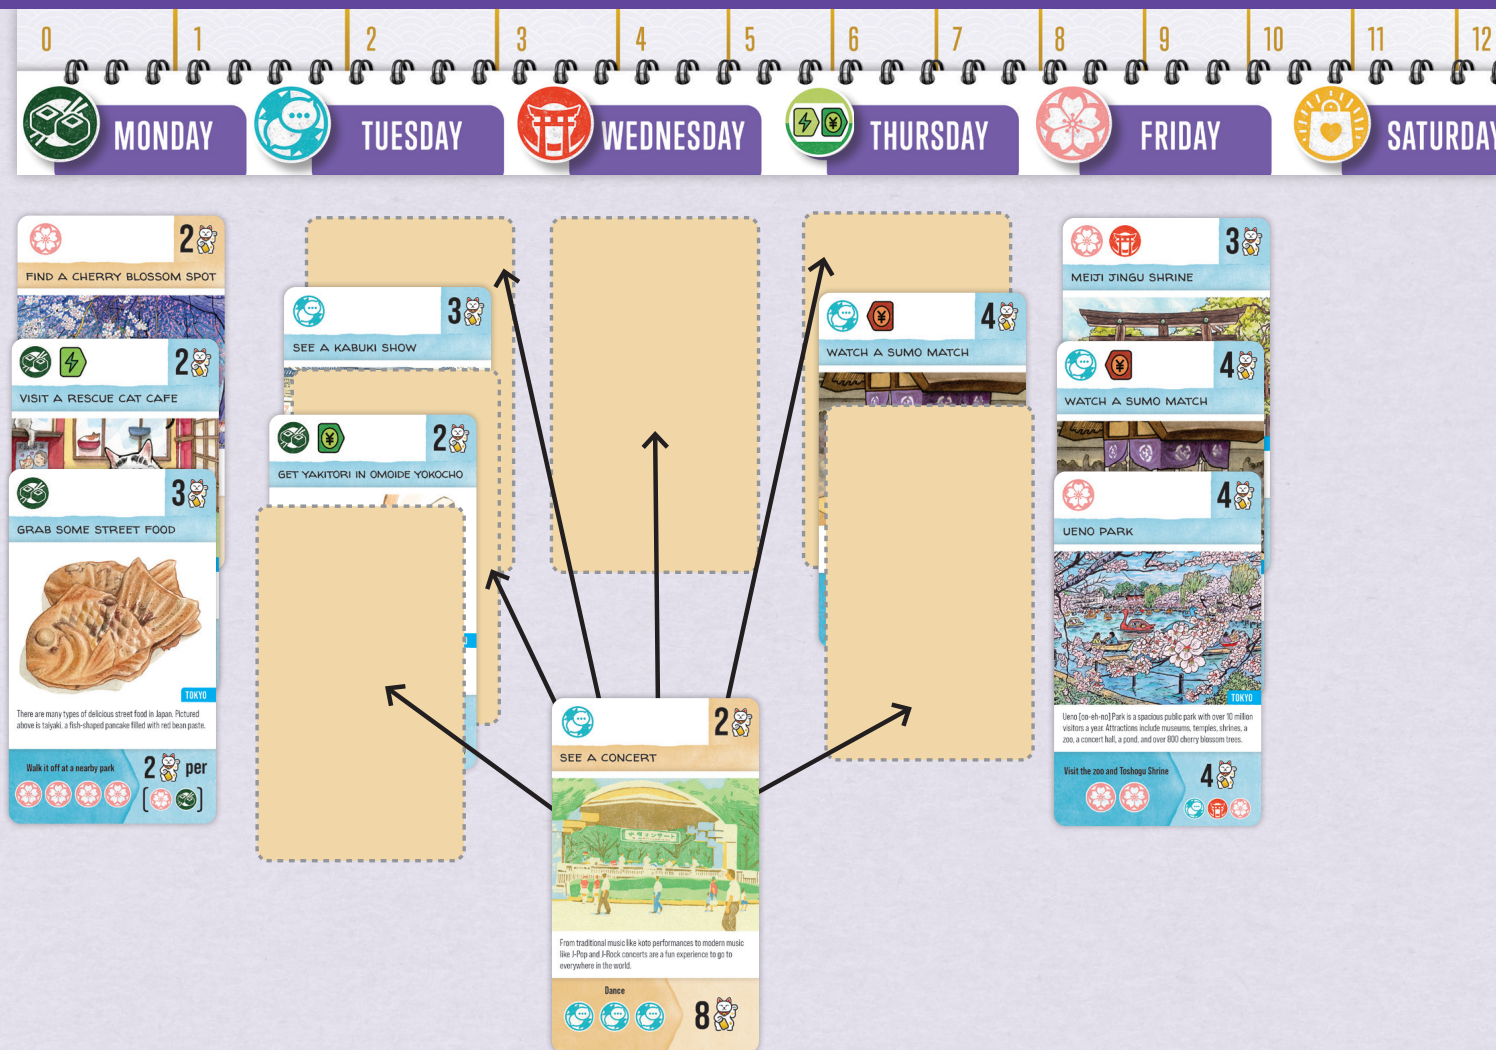 0 1 2 3 4 5 6 7 8 9 10 11 12
MONDAY TUESDAY WEDNESDAY THURSDAY FRIDAY SATURDAY
2
FIND A CHERRY BLOSSOM SPOT
2
VISIT A RESCUE CAT CAFE
3
GRAB SOME STREET FOOD
TOKYO
There are many types of delicious street food in Japan. Pictured
above is taiyaki, a fish-shaped pancake filled with red bean paste.
Walk it off at a nearby park
2 per
[ ]
3
SEE A KABUKI SHOW
¥
2
GET YAKITORI IN OMOIDE YOKOCHO
2
SEE A CONCERT
From traditional music like koto performances to modern music
like J-Pop and J-Rock concerts are a fun experience to go to
everywhere in the world.
Dance
8
¥
4
WATCH A SUMO MATCH
3
MEIJI JINGU SHRINE
¥
4
WATCH A SUMO MATCH
4
UENO PARK
TOKYO
Ueno (oo-eh-no) Park is a spacious public park with over 10 million
visitors a year. Attractions include museums, temples, shrines, a
zoo, a concert hall, a pond, and over 800 cherry blossom trees.
Visit the zoo and Toshogu Shrine
4